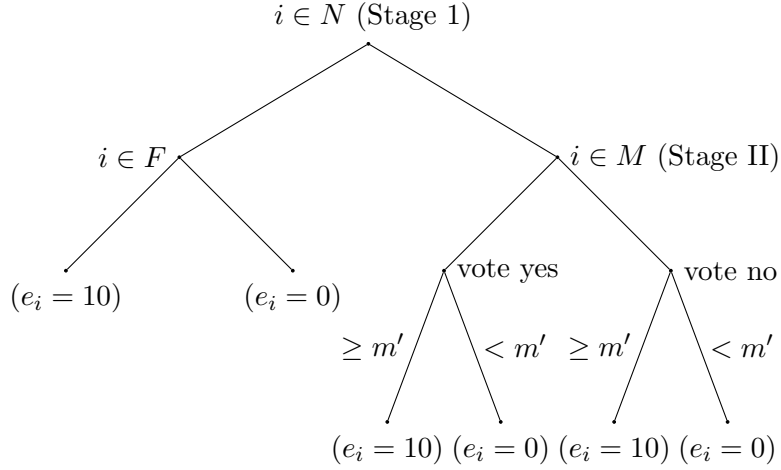 i ∈ N (Stage 1)
i ∈ F
i ∈ M (Stage II)
(e_i = 10)
(e_i = 0)
vote yes
vote no
≥ m′
< m′
≥ m′
< m′
(e_i = 10) (e_i = 0) (e_i = 10) (e_i = 0)